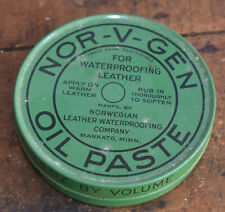 NOR-V-GEN
FOR
WATERPROOFING
LEATHER
APPLY ON
WARM
LEATHER
RUB IN
THOROUGHLY
TO SOFTEN
MANFD. BY
NORWEGIAN
LEATHER WATERPROOFING
COMPANY
MANKATO, MINN.
OIL PASTE
BY VOLUME